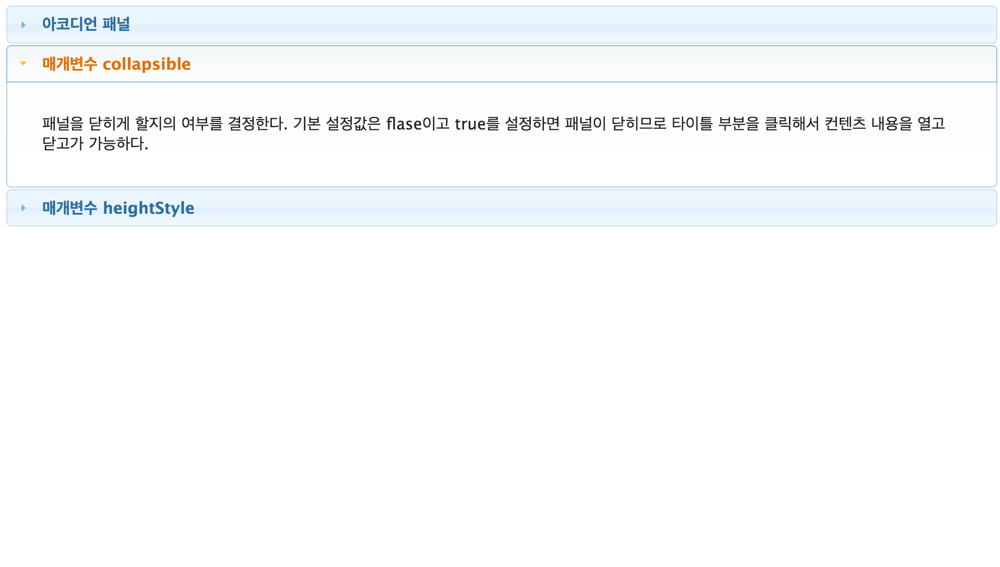 아코디언 패널
매개변수 collapsible
패널을 닫히게 할지의 여부를 결정한다. 기본 설정값은 flase이고 true를 설정하면 패널이 닫히므로 타이틀 부분을 클릭해서 컨텐츠 내용을 열고
닫고가 가능하다.
매개변수 heightStyle